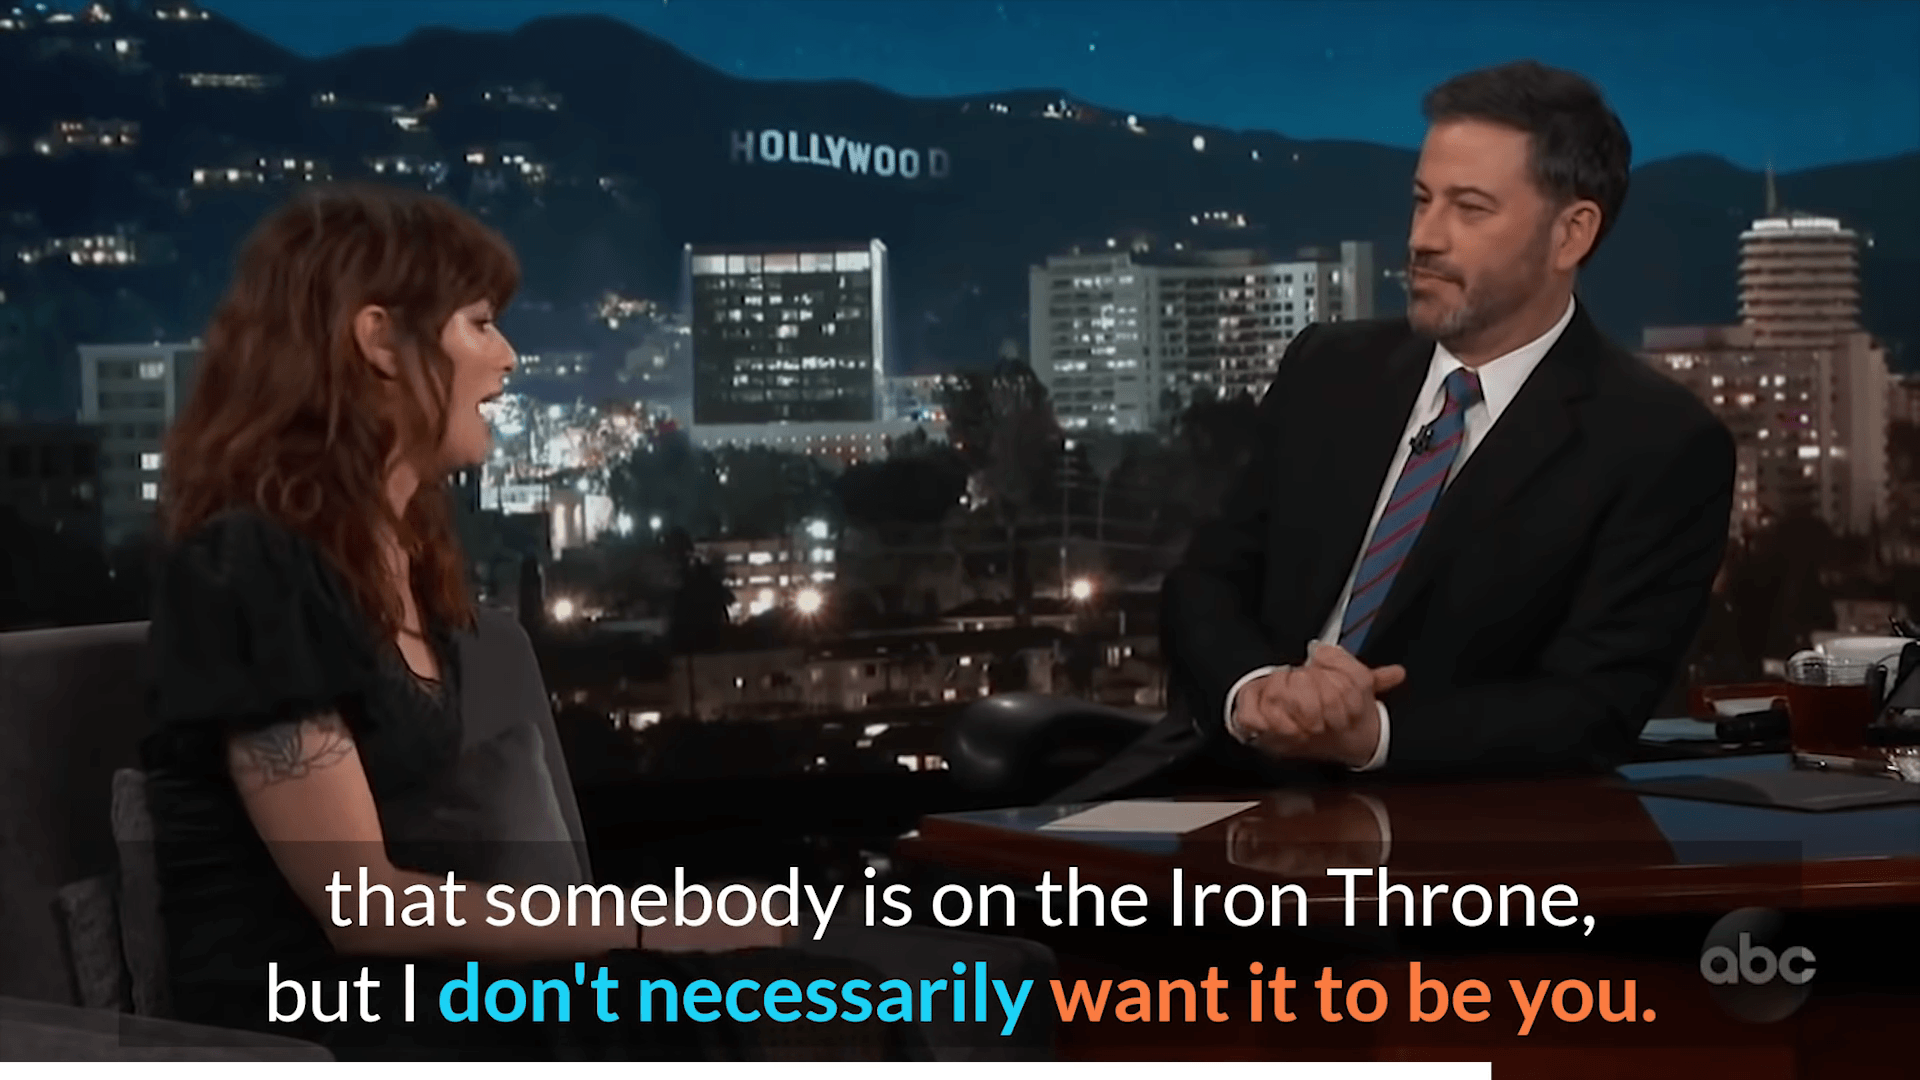 HOLLYWOOD
that somebody is on the Iron Throne,
but I don't necessarily want it to be you.
abc